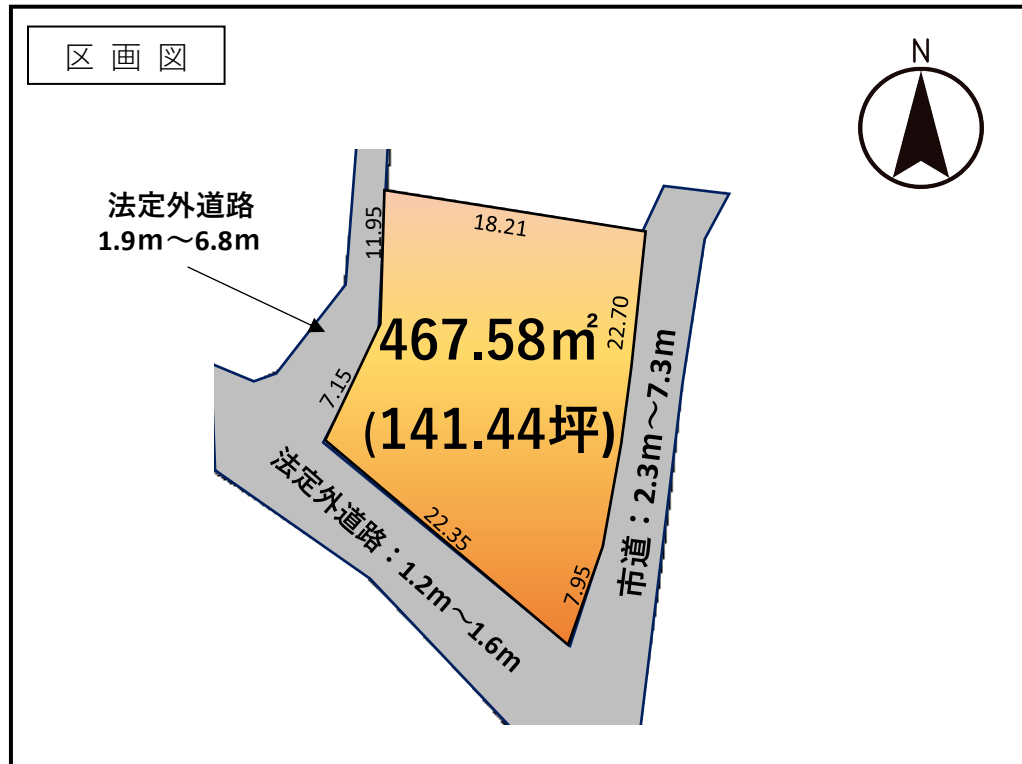 区画図
N
法定外道路
1.9m～6.8m
11.95
18.21
22.70
467.58㎡
(141.44坪)
7.15
市道：2.3m～7.3m
法定外道路：1.2m～1.6m
22.35
7.95